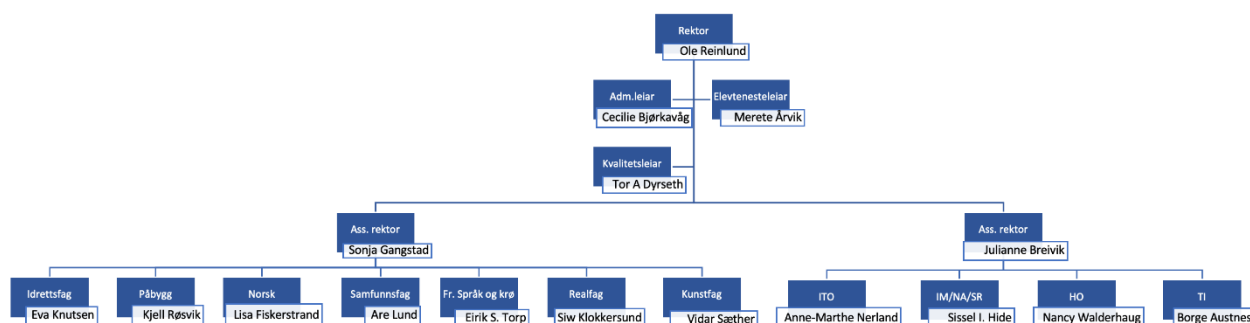 Rektor
Ole Reinlund
Adm.leiar
Cecilie Bjørkavåg
Elevtenesteleiar
Merete Årvik
Kvalitetsleiar
Tor A Dyrseth
Ass. rektor
Sonja Gangstad
Ass. rektor
Julianne Breivik
Idrettsfag
Eva Knutsen
Påbygg
Kjell Røsvik
Norsk
Lisa Fiskerstrand
Samfunnsfag
Are Lund
Fr. Språk og krø
Eirik S. Torp
Realfag
Siw Klokkersund
Kunstfag
Vidar Sæther
ITO
Anne-Marthe Nerland
IM/NA/SR
Sissel I. Hide
HO
Nancy Walderhaug
TI
Borge Austnes